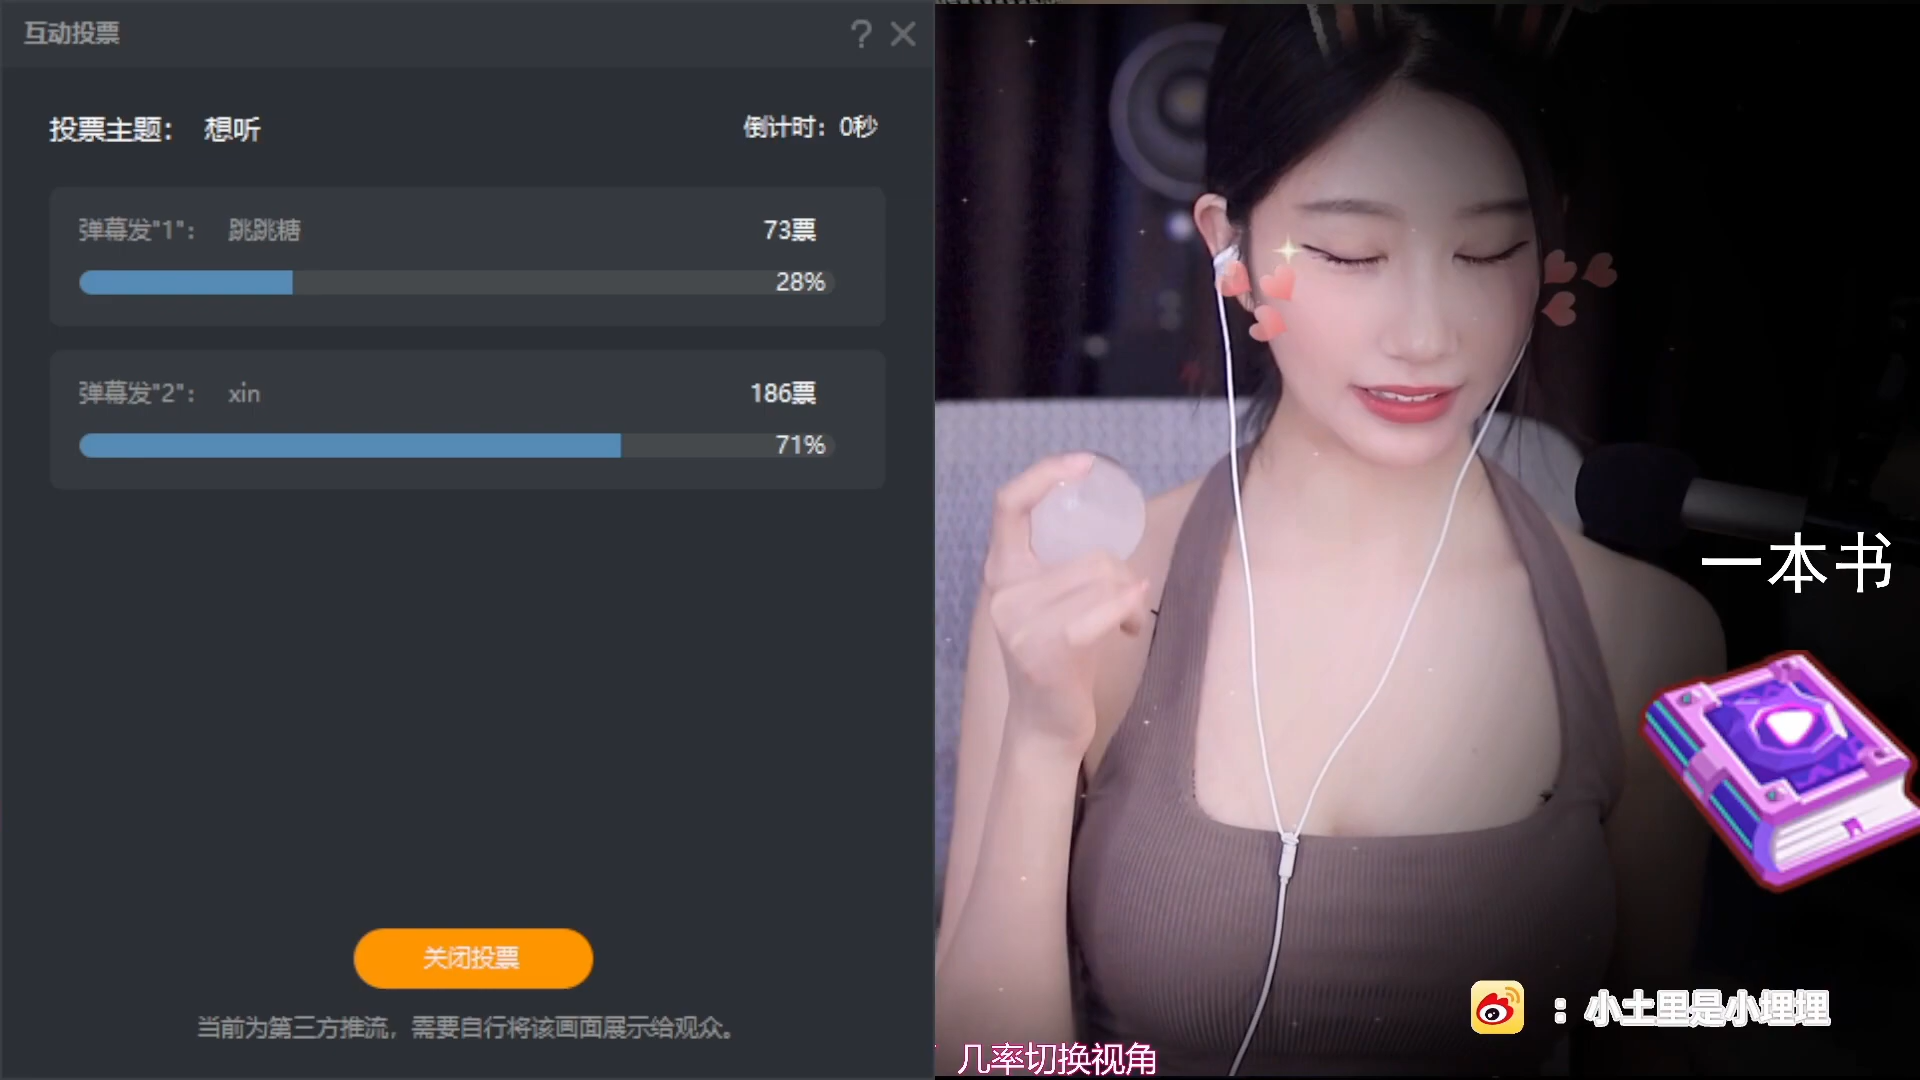 互动投票
投票主题： 想听
倒计时：0秒
弹幕发"1"： 跳跳糖
73票
28%
弹幕发"2"： xin
186票
71%
关闭投票
当前为第三方推流，需要自行将该画面展示给观众。
一本书
：小土里是小埋埋
几率切换视角